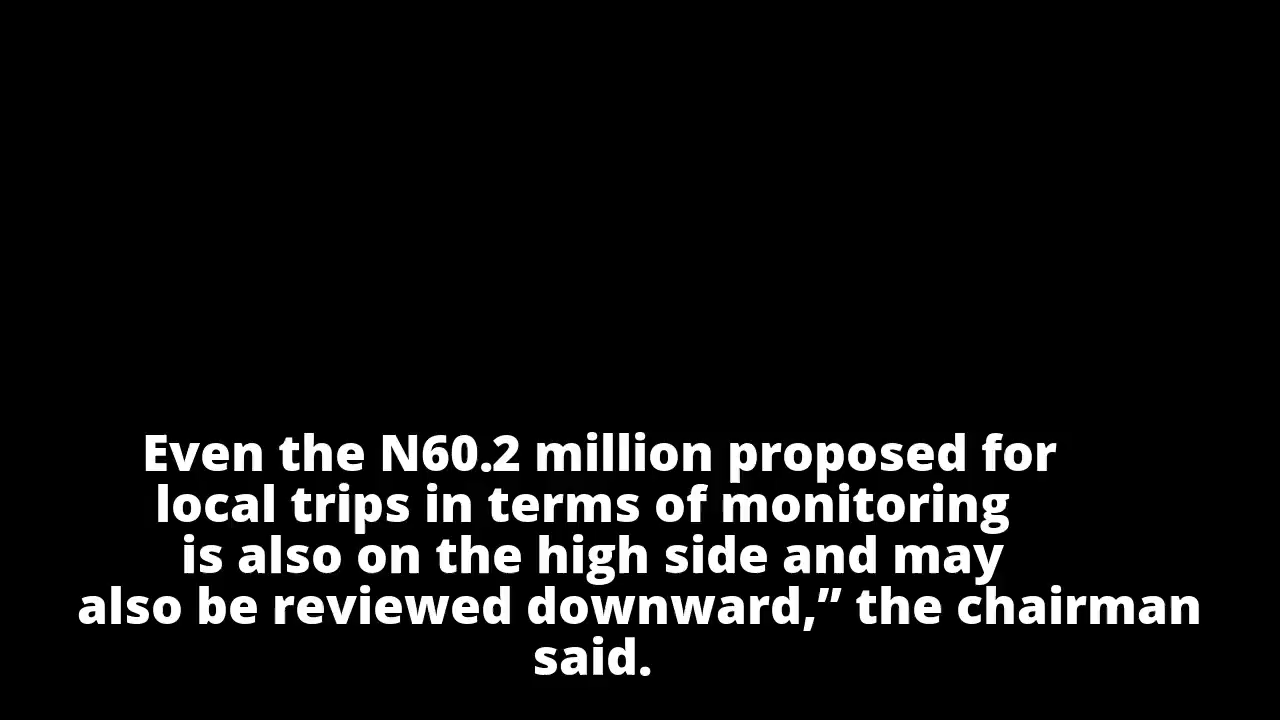 Even the N60.2 million proposed for
local trips in terms of monitoring
is also on the high side and may
also be reviewed downward,” the chairman
said.